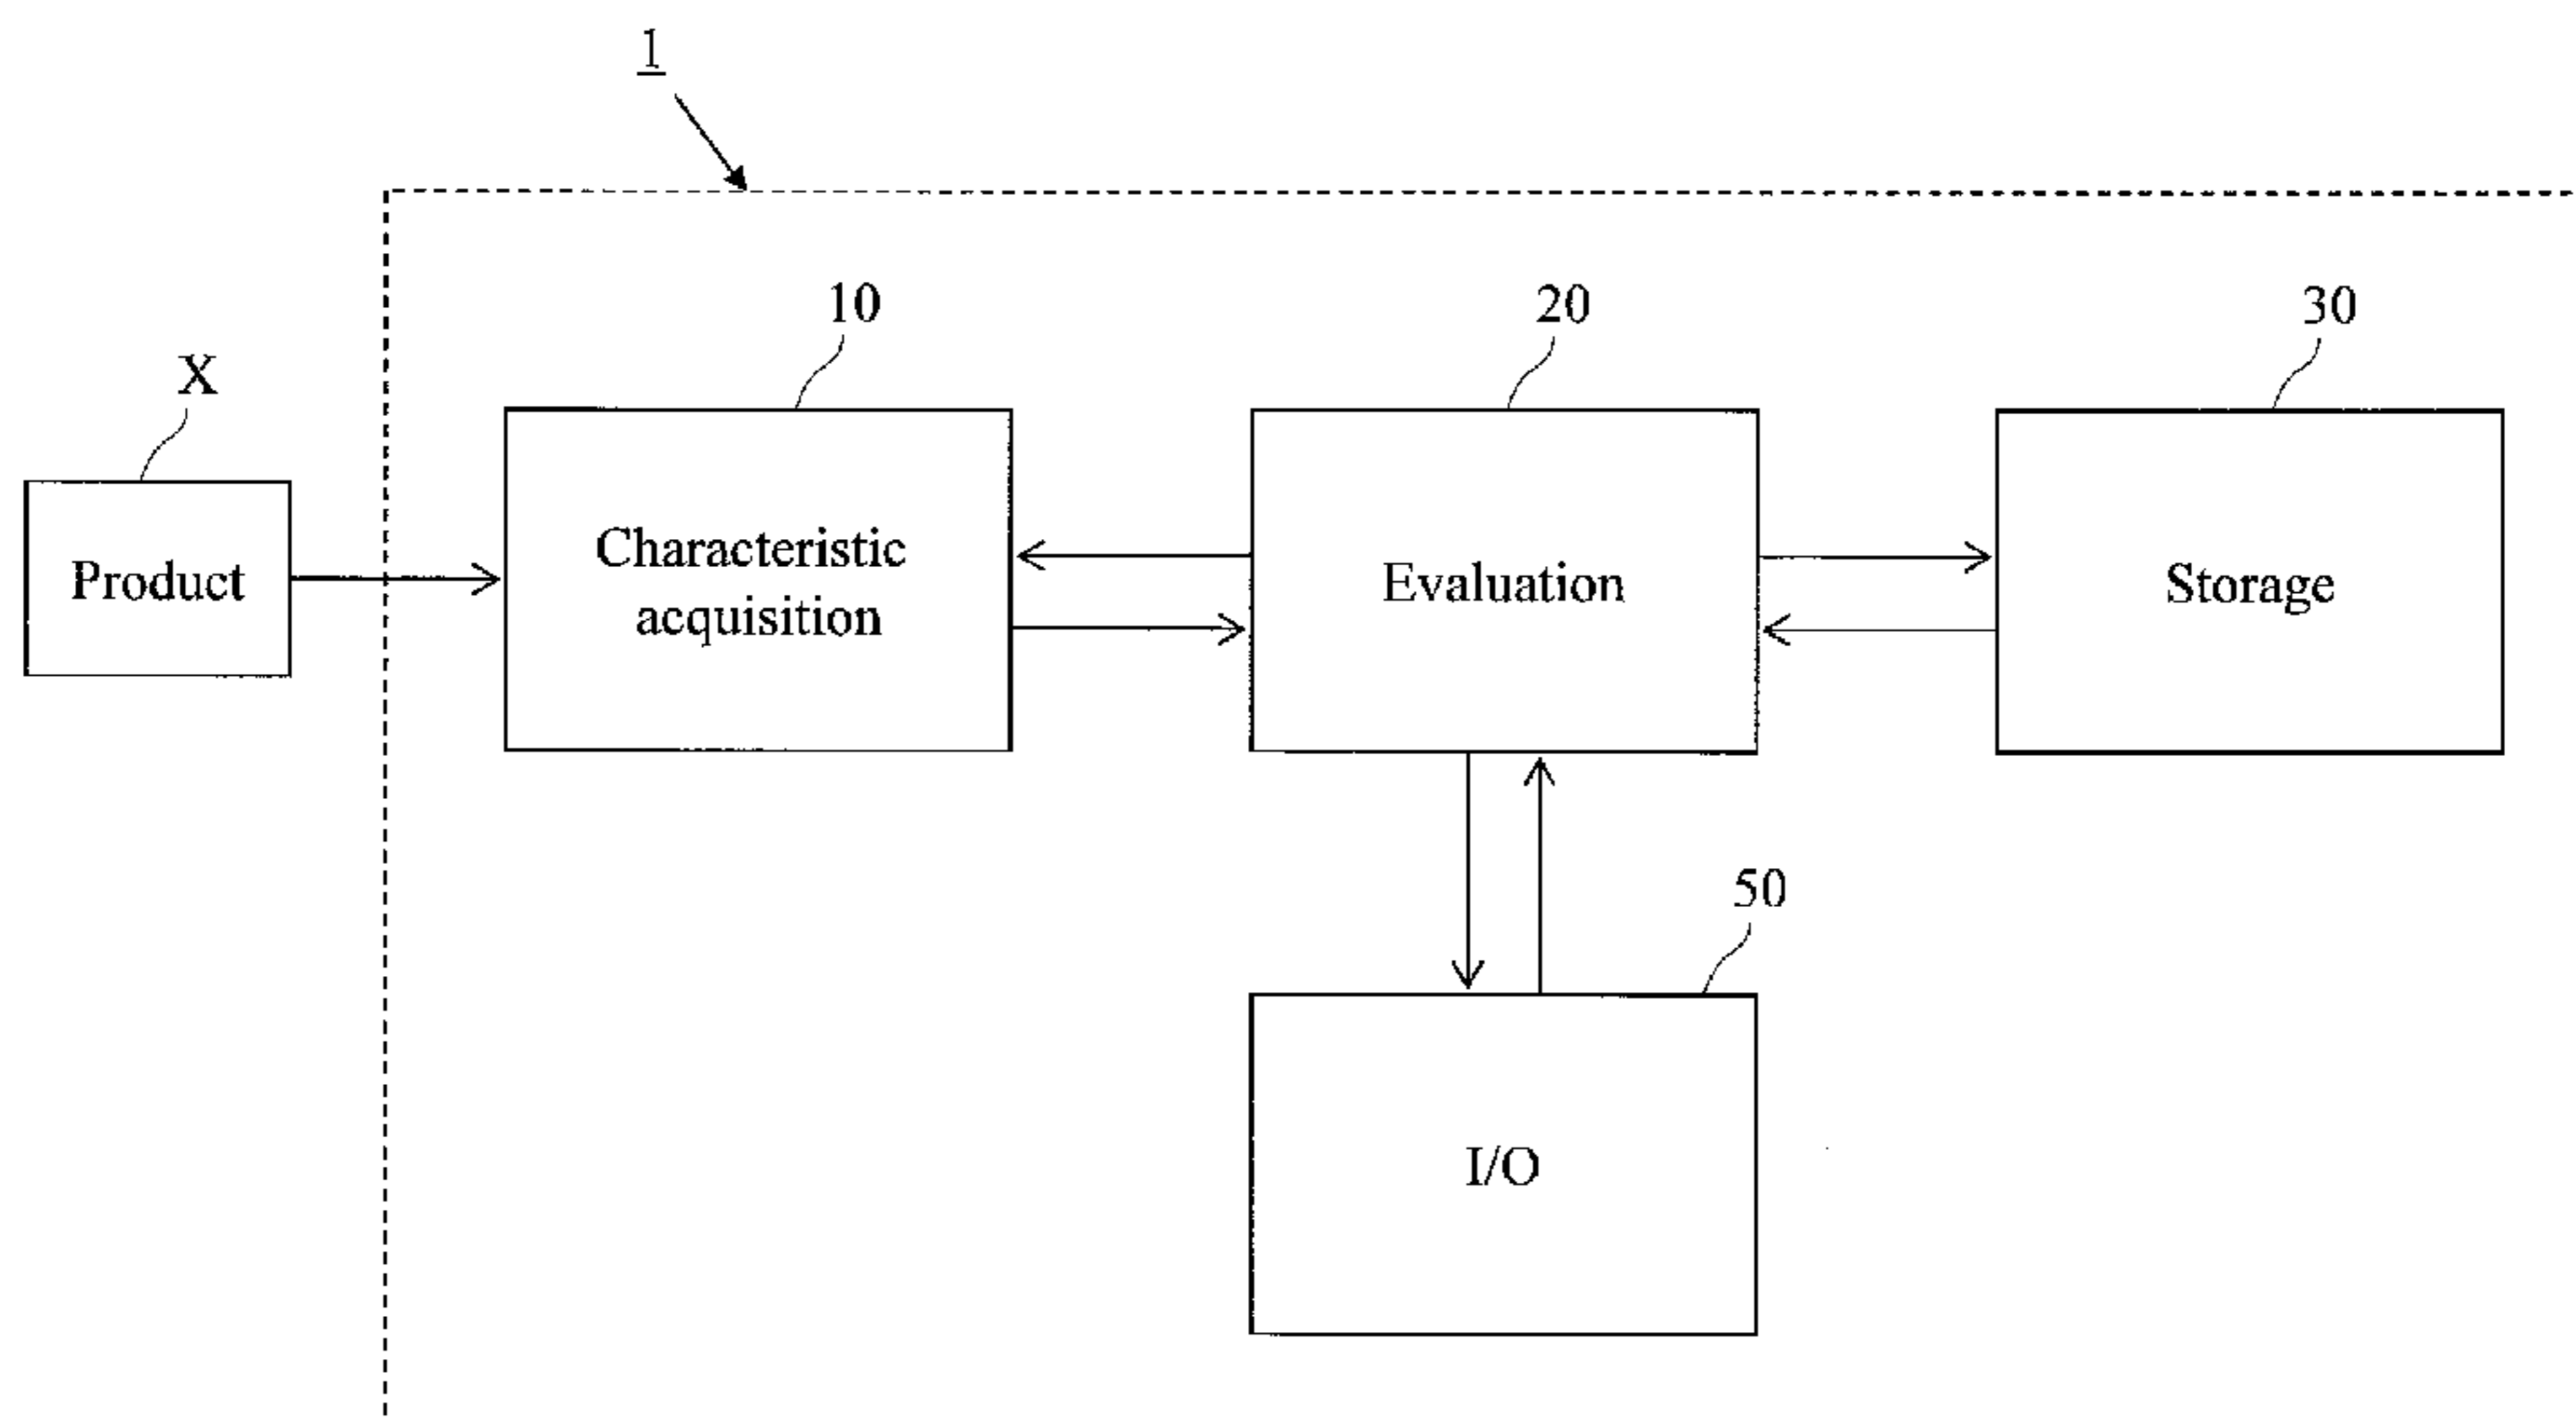 1
10
20
30
X
Characteristic
acquisition
Product
Evaluation
Storage
50
I/O